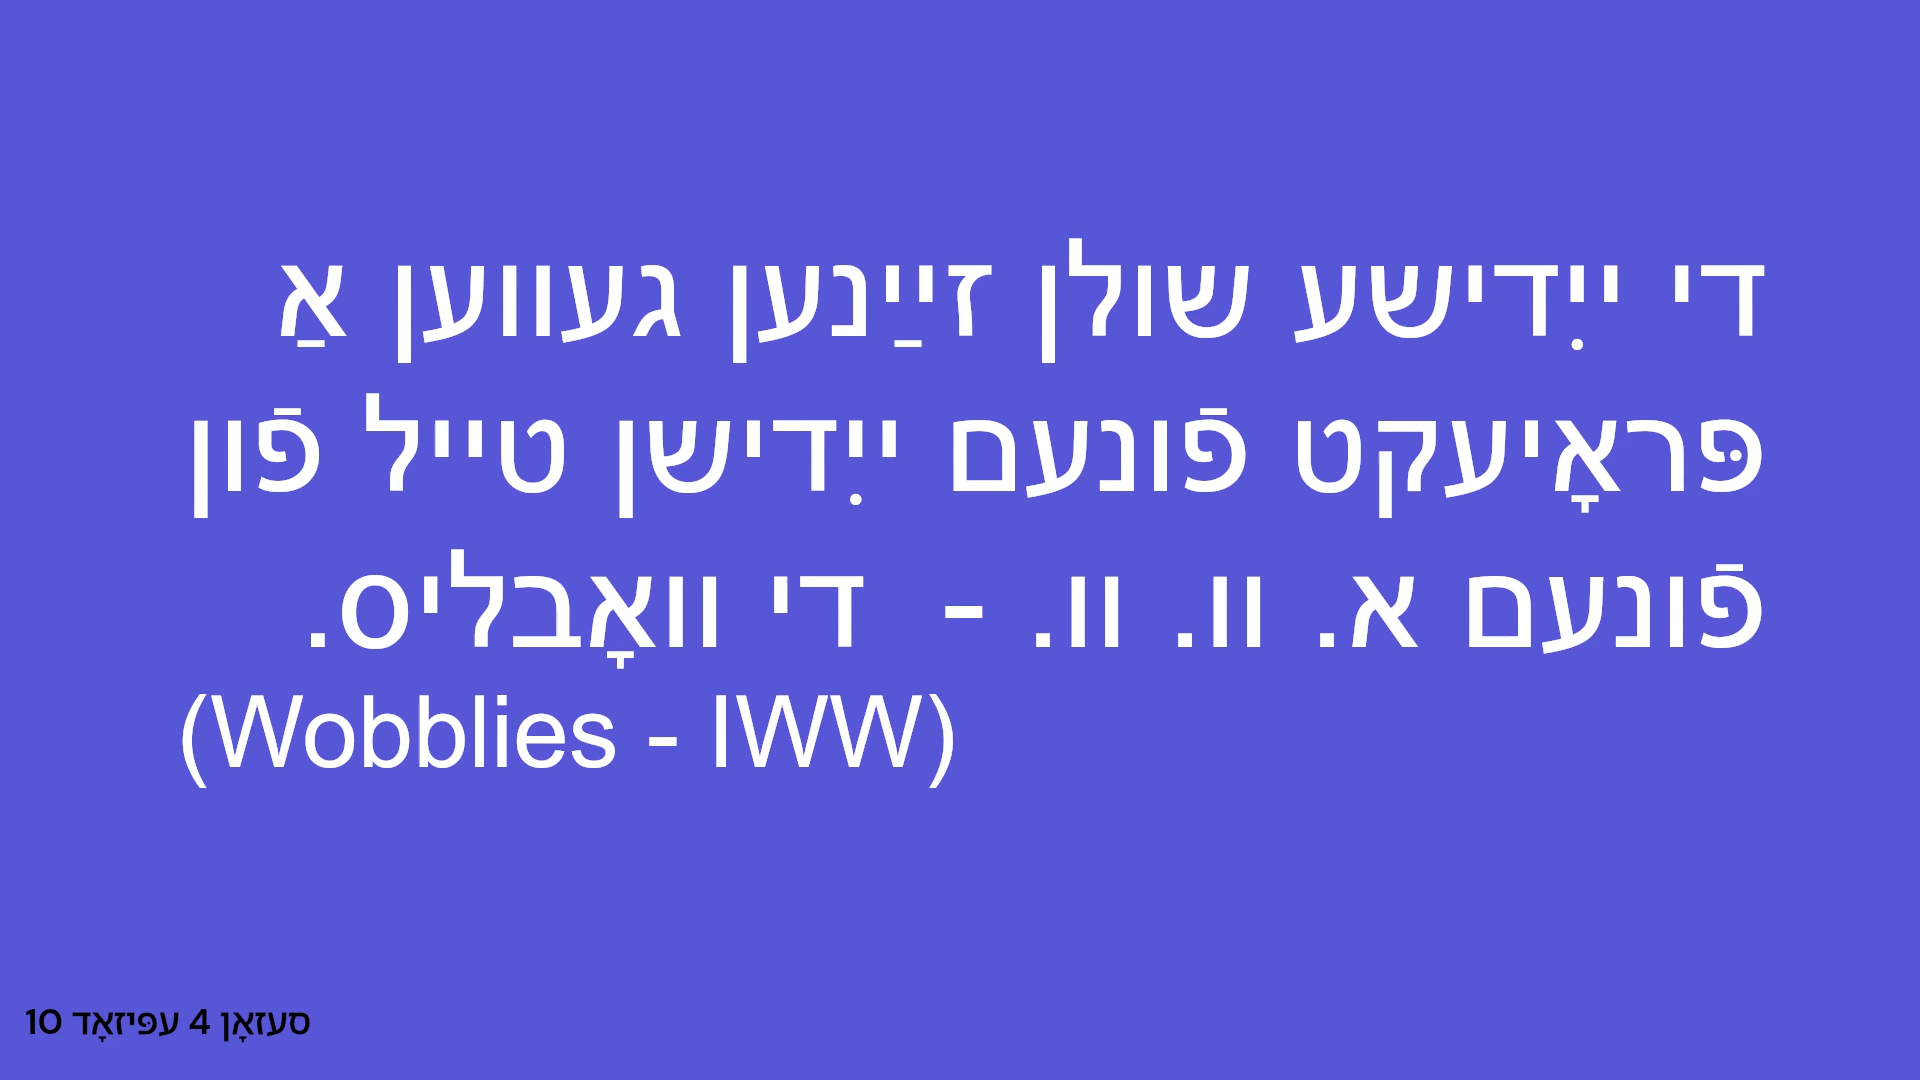 די ייִדישע שולן זײַנען געווען אַ
פּראָיעקט פֿונעם ייִדישן טייל פֿון
פֿונעם א. וו. וו. -  די וואָבליס.
(Wobblies - IWW)
סעזאָן 4 עפּיזאָד 10